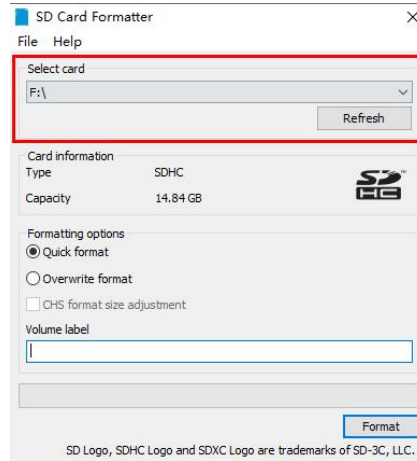 SD Card Formatter
File Help
Select card
F:\
Refresh
Card information
Type SDHC
Capacity 14.84 GB
SD HC
Formatting options
Quick format
Overwrite format
CHS format size adjustment
Volume label
Format
SD Logo, SDHC Logo and SDXC Logo are trademarks of SD-3C, LLC.